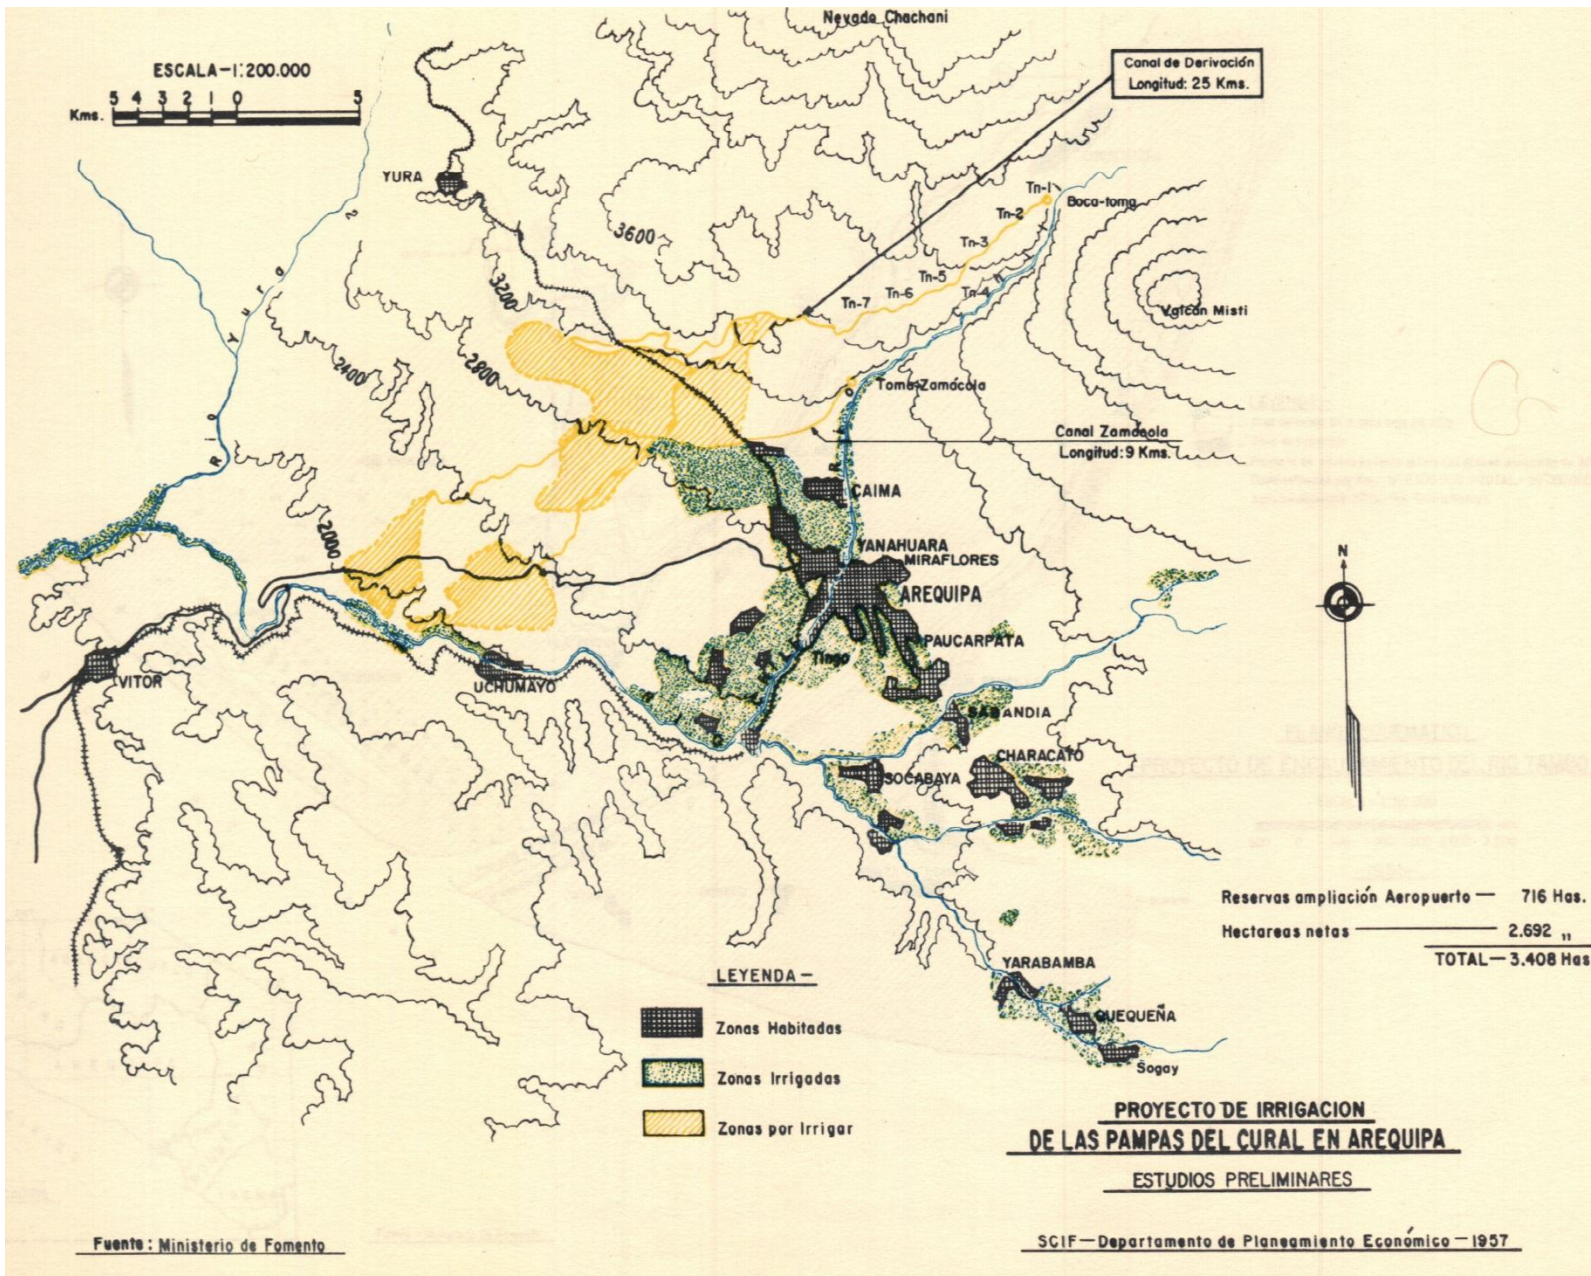 Nevado Chachani
ESCALA-1:200.000
5 4 3 2 1 0 5
Kms.
Canal de Derivación
Longitud: 25 Kms.
YURA
Tn-1
Boca-toma
Tn-2
Tn-3
Tn-5
Tn-4
Tn-6
Tn-7
3600
3200
2800
2400
2000
Volcán Misti
Río Yura
Toma-Zamácola
Canal Zamácola
Longitud: 9 Kms.
CAIMA
YANAHUARA
MIRAFLORES
AREQUIPA
PAUCARPATA
Tingo
RIO
VITOR
UCHUMAYO
SABANDIA
CHARACATO
SOCABAYA
N
Reservas ampliación Aeropuerto — 716 Has.
Hectareas netas — 2.692 „
TOTAL — 3.408 Has
YARABAMBA
QUEQUEÑA
Sogay
LEYENDA —
Zonas Habitadas
Zonas Irrigadas
Zonas por Irrigar
PROYECTO DE IRRIGACION
DE LAS PAMPAS DEL CURAL EN AREQUIPA
ESTUDIOS PRELIMINARES
Fuente: Ministerio de Fomento
SCIF—Departamento de Planeamiento Económico—1957